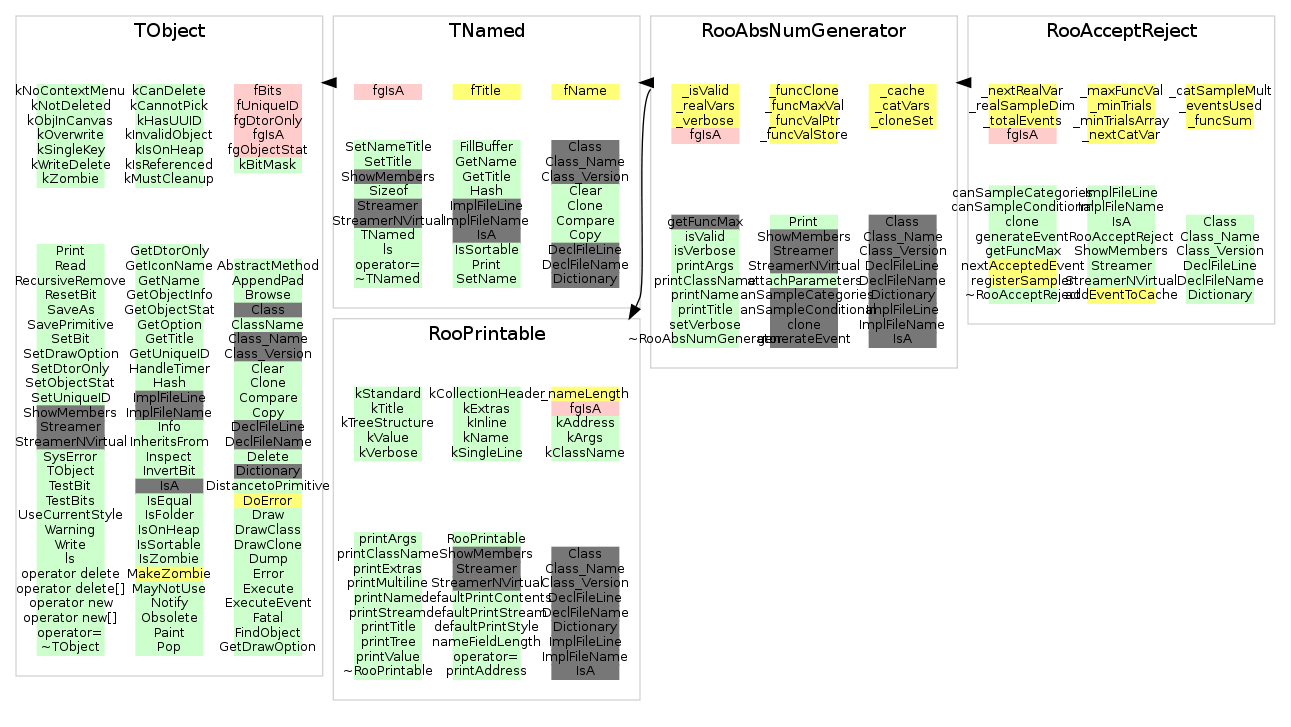 TObject
kNoContextMenu
kNotDeleted
kObjInCanvas
kOverwrite
kSingleKey
kWriteDelete
kZombie
kCanDelete
kCannotPick
kHasUUID
kInvalidObject
kIsOnHeap
kIsReferenced
kMustCleanup
fBits
fUniqueID
fgDtorOnly
fgIsA
fgObjectStat
kBitMask
Print
Read
RecursiveRemove
ResetBit
SaveAs
SavePrimitive
SetBit
SetDrawOption
SetDtorOnly
SetObjectStat
SetUniqueID
ShowMembers
Streamer
StreamerNVirtual
SysError
TObject
TestBit
TestBits
UseCurrentStyle
Warning
Write
ls
operator delete
operator delete[]
operator new
operator new[]
operator=
~TObject
GetDtorOnly
GetIconName
GetName
GetObjectInfo
GetObjectStat
GetOption
GetTitle
GetUniqueID
HandleTimer
Hash
ImplFileLine
ImplFileName
Info
InheritsFrom
Inspect
InvertBit
IsA
IsEqual
IsFolder
IsOnHeap
IsSortable
IsZombie
MakeZombie
MayNotUse
Notify
Obsolete
Paint
Pop
AbstractMethod
AppendPad
Browse
Class
ClassName
Class_Name
Class_Version
Clear
Clone
Compare
Copy
DeclFileLine
DeclFileName
Delete
Dictionary
DistancetoPrimitive
DoError
Draw
DrawClass
DrawClone
Dump
Error
Execute
ExecuteEvent
Fatal
FindObject
GetDrawOption
TNamed
fgIsA
fTitle
fName
SetNameTitle
SetTitle
ShowMembers
Sizeof
Streamer
StreamerNVirtual
TNamed
ls
operator=
~TNamed
FillBuffer
GetName
GetTitle
Hash
ImplFileLine
ImplFileName
IsA
IsSortable
Print
SetName
Class
Class_Name
Class_Version
Clear
Clone
Compare
Copy
DeclFileLine
DeclFileName
Dictionary
RooPrintable
kStandard
kTitle
kTreeStructure
kValue
kVerbose
kCollectionHeader
kExtras
kInline
kName
kSingleLine
_nameLength
fgIsA
kAddress
kArgs
kClassName
printArgs
printClassName
printExtras
printMultiline
printName
printStream
printTitle
printTree
printValue
~RooPrintable
RooPrintable
ShowMembers
Streamer
StreamerNVirtual
defaultPrintContents
defaultPrintStream
defaultPrintStyle
nameFieldLength
operator=
printAddress
Class
Class_Name
Class_Version
DeclFileLine
DeclFileName
Dictionary
ImplFileLine
ImplFileName
IsA
RooAbsNumGenerator
_isValid
_realVars
_verbose
fgIsA
_funcClone
_funcMaxVal
_funcValPtr
_funcValStore
_cache
_catVars
_cloneSet
getFuncMax
isValid
isVerbose
printArgs
printClassName
printName
printTitle
setVerbose
~RooAbsNumGenerator
Print
ShowMembers
Streamer
StreamerNVirtual
attachParameters
canSampleCategories
canSampleConditional
clone
generateEvent
Class
Class_Name
Class_Version
DeclFileLine
DeclFileName
Dictionary
ImplFileLine
ImplFileName
IsA
RooAcceptReject
_nextRealVar
_realSampleDim
_totalEvents
fgIsA
_maxFuncVal
_minTrials
_minTrialsArray
_nextCatVar
_catSampleMult
_eventsUsed
_funcSum
canSampleCategories
canSampleConditional
clone
generateEvent
getFuncMax
nextAcceptedEvent
registerSampler
~RooAcceptReject
ImplFileLine
ImplFileName
IsA
RooAcceptReject
ShowMembers
Streamer
StreamerNVirtual
addEventToCache
Class
Class_Name
Class_Version
DeclFileLine
DeclFileName
Dictionary